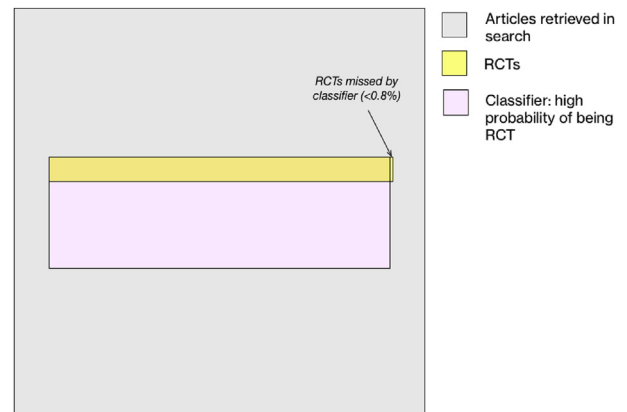 Articles retrieved in
search
RCTs missed by
classifier (<0.8%)
RCTs
Classifier: high
probability of being
RCT